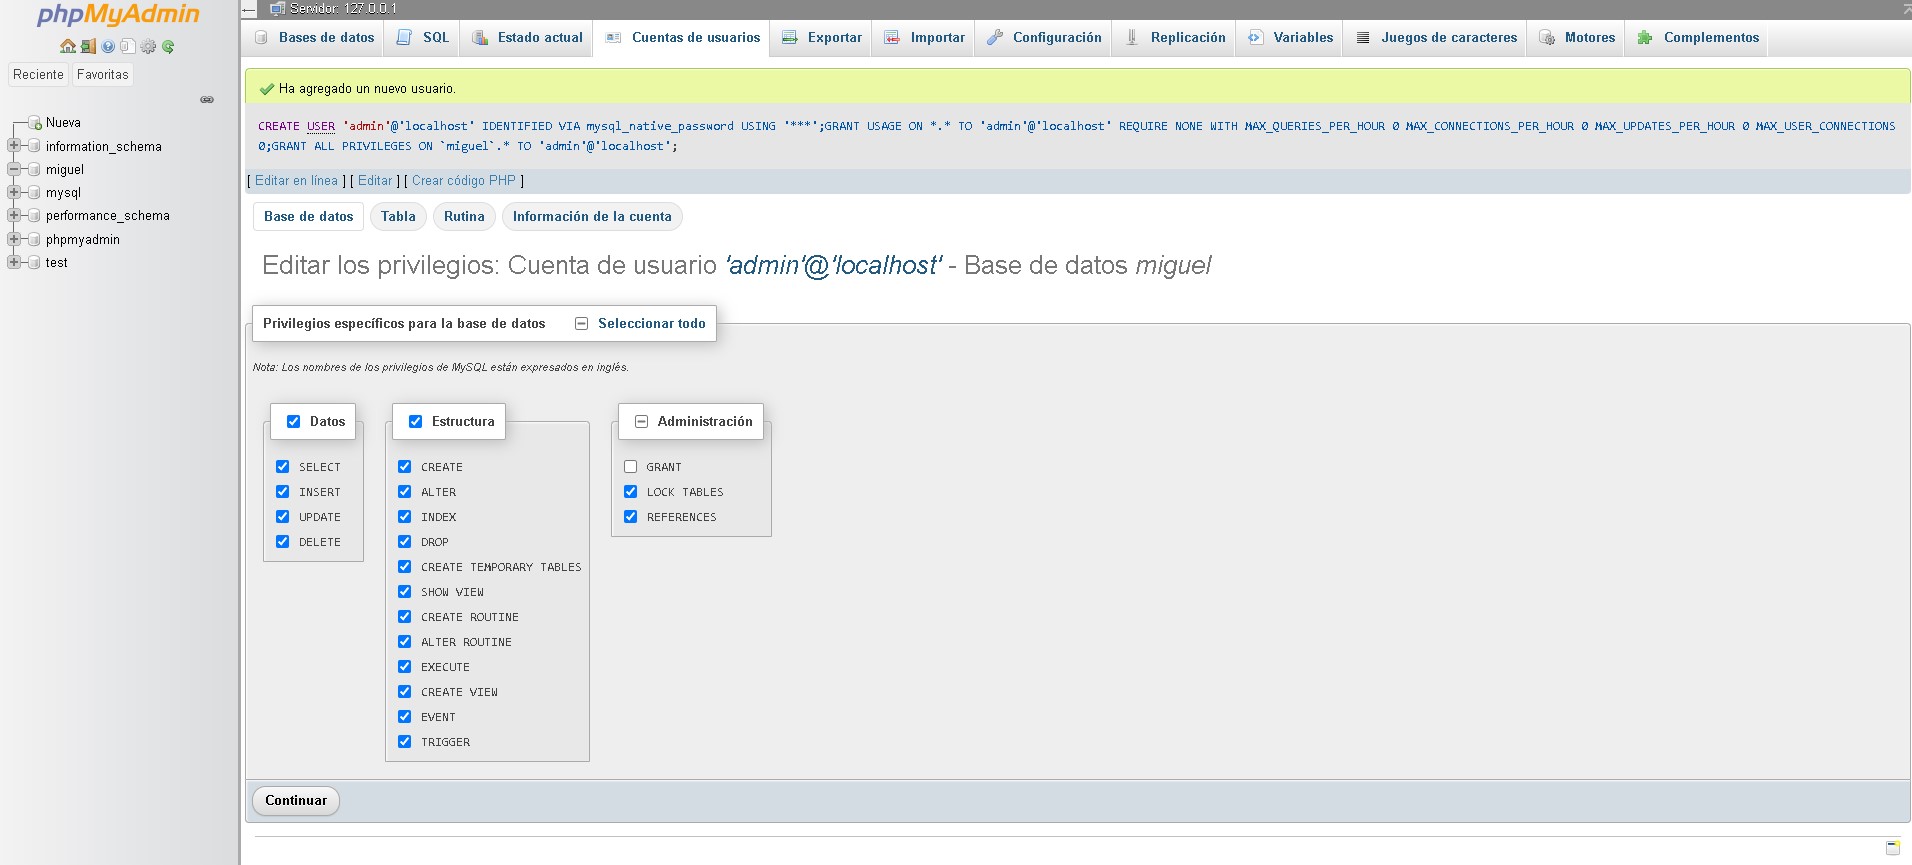 phpMyAdmin
Reciente Favoritas
Nueva
information_schema
miguel
mysql
performance_schema
phpmyadmin
test
Servidor: 127.0.0.1
Bases de datos SQL Estado actual Cuentas de usuarios Exportar Importar Configuración Replicación Variables Juegos de caracteres Motores Complementos
Ha agregado un nuevo usuario.
CREATE USER 'admin'@'localhost' IDENTIFIED VIA mysql_native_password USING '***';GRANT USAGE ON *.* TO 'admin'@'localhost' REQUIRE NONE WITH MAX_QUERIES_PER_HOUR 0 MAX_CONNECTIONS_PER_HOUR 0 MAX_UPDATES_PER_HOUR 0 MAX_USER_CONNECTIONS
0;GRANT ALL PRIVILEGES ON `miguel`.* TO 'admin'@'localhost';
[ Editar en línea ] [ Editar ] [ Crear código PHP ]
Base de datos Tabla Rutina Información de la cuenta
Editar los privilegios: Cuenta de usuario 'admin'@'localhost' - Base de datos miguel
Privilegios específicos para la base de datos Seleccionar todo
Nota: Los nombres de los privilegios de MySQL están expresados en inglés.
Datos
SELECT
INSERT
UPDATE
DELETE
Estructura
CREATE
ALTER
INDEX
DROP
CREATE TEMPORARY TABLES
SHOW VIEW
CREATE ROUTINE
ALTER ROUTINE
EXECUTE
CREATE VIEW
EVENT
TRIGGER
Administración
GRANT
LOCK TABLES
REFERENCES
Continuar